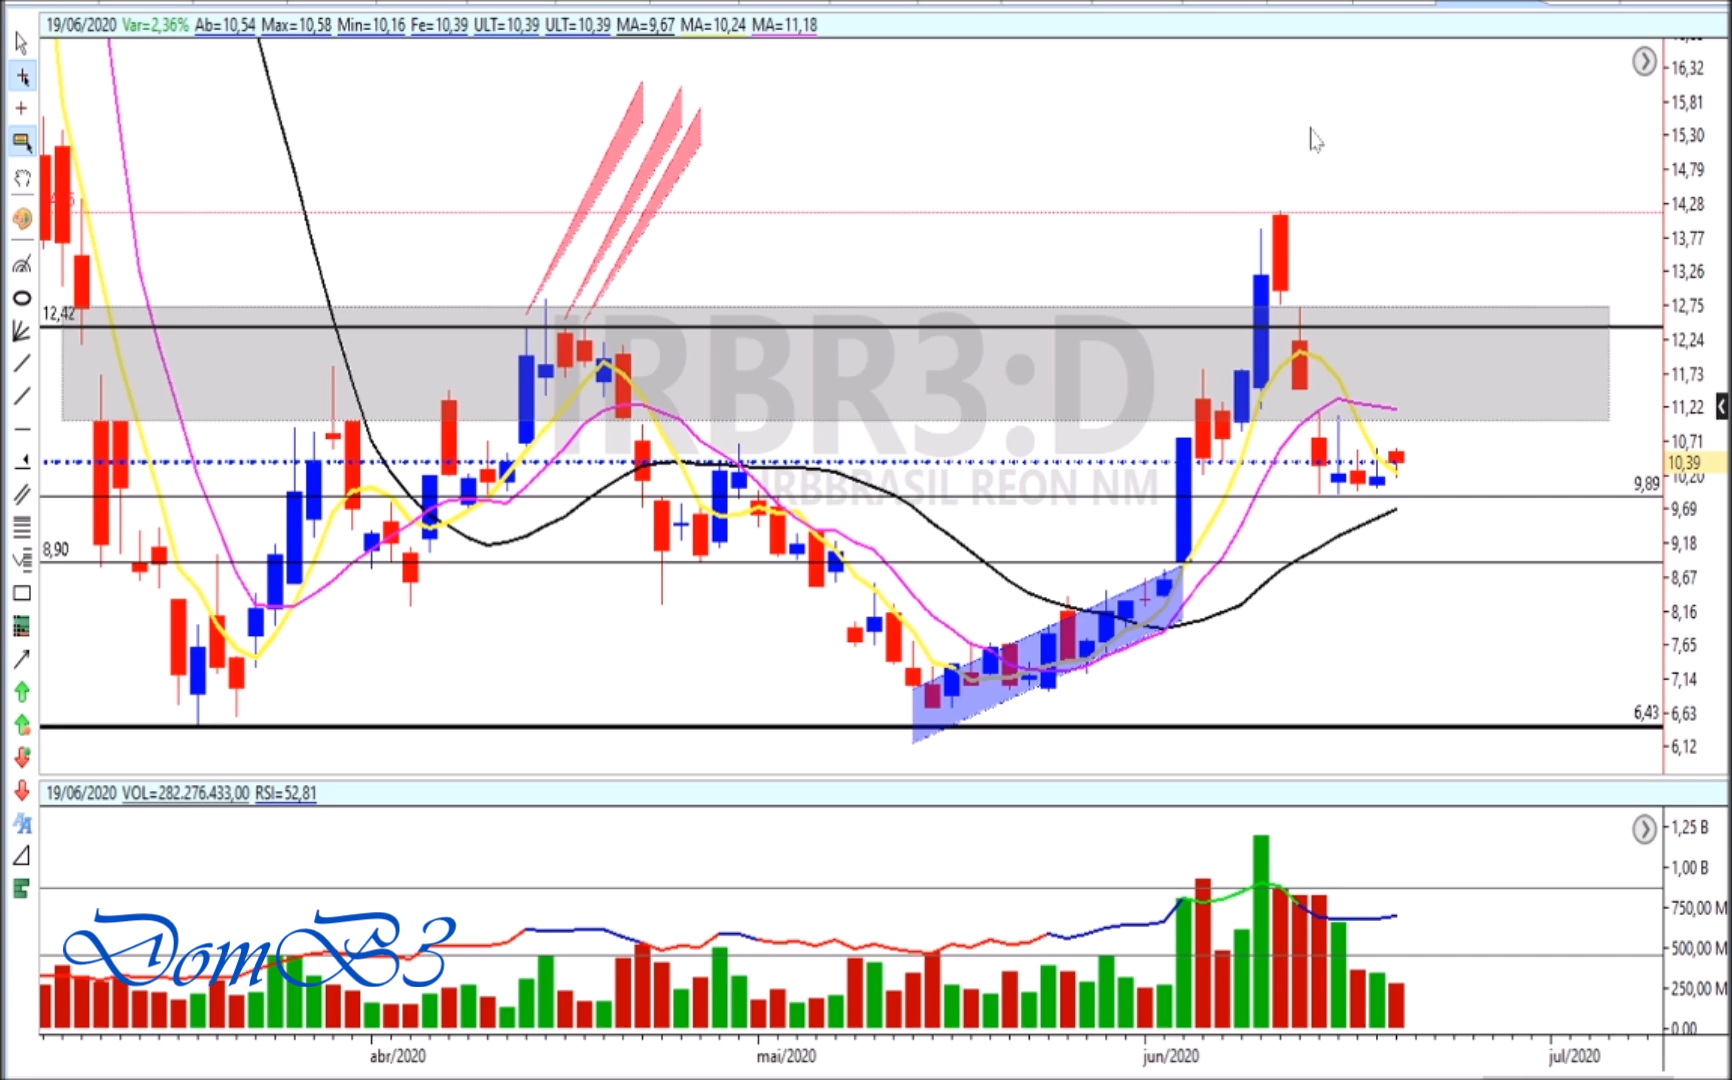 19/06/2020 Var=2,36% Ab=10,54 Max=10,58 Min=10,16 Fe=10,39 ULT=10,39 ULT=10,39 MA=9,67 MA=10,24 MA=11,18
16,32
15,81
15,30
14,79
14,28
13,77
13,26
12,75
12,42
12,24
11,73
11,22
10,71
10,39
10,20
9,89
9,69
9,18
8,90
8,67
8,16
7,65
7,14
6,63
6,43
6,12
IRBR3:D
IRBBRASIL REON NM
19/06/2020 VOL=282.276.433,00 RSI=52,81
1,25 B
1,00 B
750,00 M
500,00 M
250,00 M
0,00
DomB3
abr/2020 mai/2020 jun/2020 jul/2020